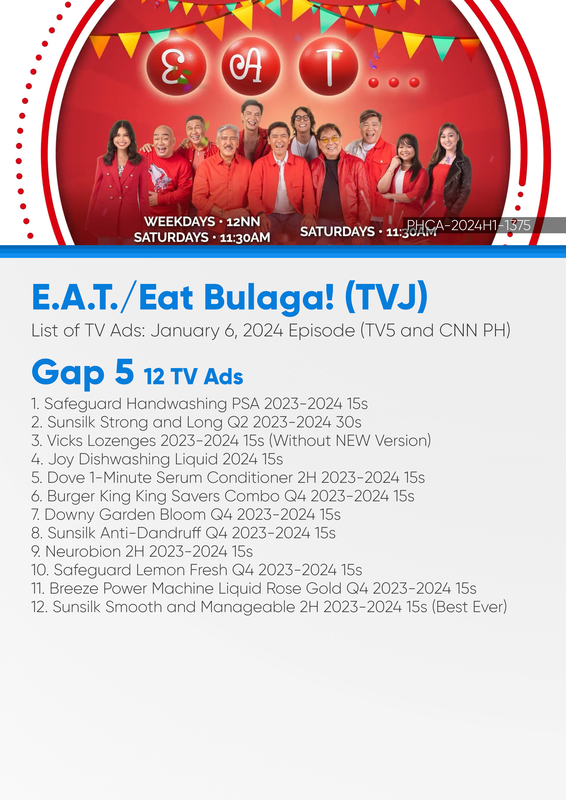 E A T...
WEEKDAYS • 12NN
SATURDAYS • 11:30AM
SATURDAYS • 11:30AM
PHCA-2024H1-1375
E.A.T./Eat Bulaga! (TVJ)
List of TV Ads: January 6, 2024 Episode (TV5 and CNN PH)
Gap 5 12 TV Ads
1. Safeguard Handwashing PSA 2023-2024 15s
2. Sunsilk Strong and Long Q2 2023-2024 30s
3. Vicks Lozenges 2023-2024 15s (Without NEW Version)
4. Joy Dishwashing Liquid 2024 15s
5. Dove 1-Minute Serum Conditioner 2H 2023-2024 15s
6. Burger King King Savers Combo Q4 2023-2024 15s
7. Downy Garden Bloom Q4 2023-2024 15s
8. Sunsilk Anti-Dandruff Q4 2023-2024 15s
9. Neurobion 2H 2023-2024 15s
10. Safeguard Lemon Fresh Q4 2023-2024 15s
11. Breeze Power Machine Liquid Rose Gold Q4 2023-2024 15s
12. Sunsilk Smooth and Manageable 2H 2023-2024 15s (Best Ever)